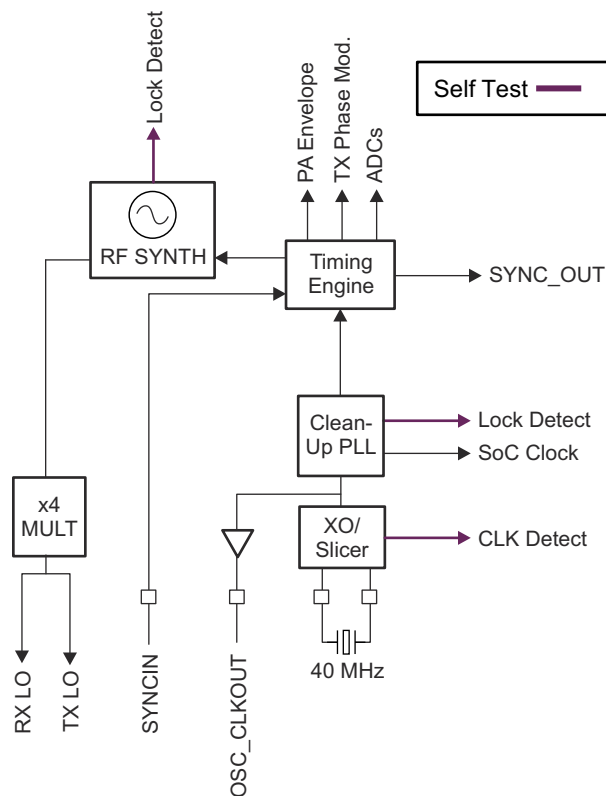 Lock Detect
PA Envelope
TX Phase Mod.
ADCs
Self Test
RF SYNTH
Timing
Engine
SYNC_OUT
Clean-
Up PLL
Lock Detect
SoC Clock
x4
MULT
XO/
Slicer
CLK Detect
RX LO
TX LO
SYNCIN
OSC_CLKOUT
40 MHz